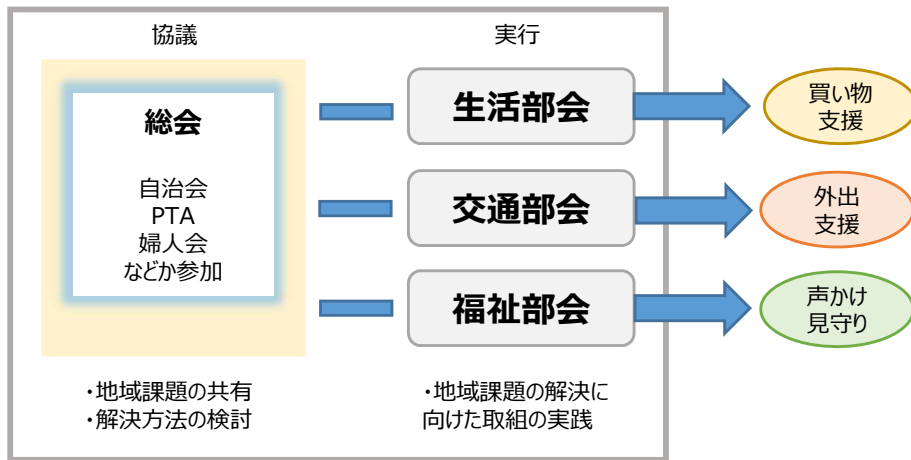 協議
総会
自治会
PTA
婦人会
などか参加
・地域課題の共有
・解決方法の検討
実行
生活部会
交通部会
福祉部会
・地域課題の解決に
向けた取組の実践
買い物
支援
外出
支援
声かけ
見守り